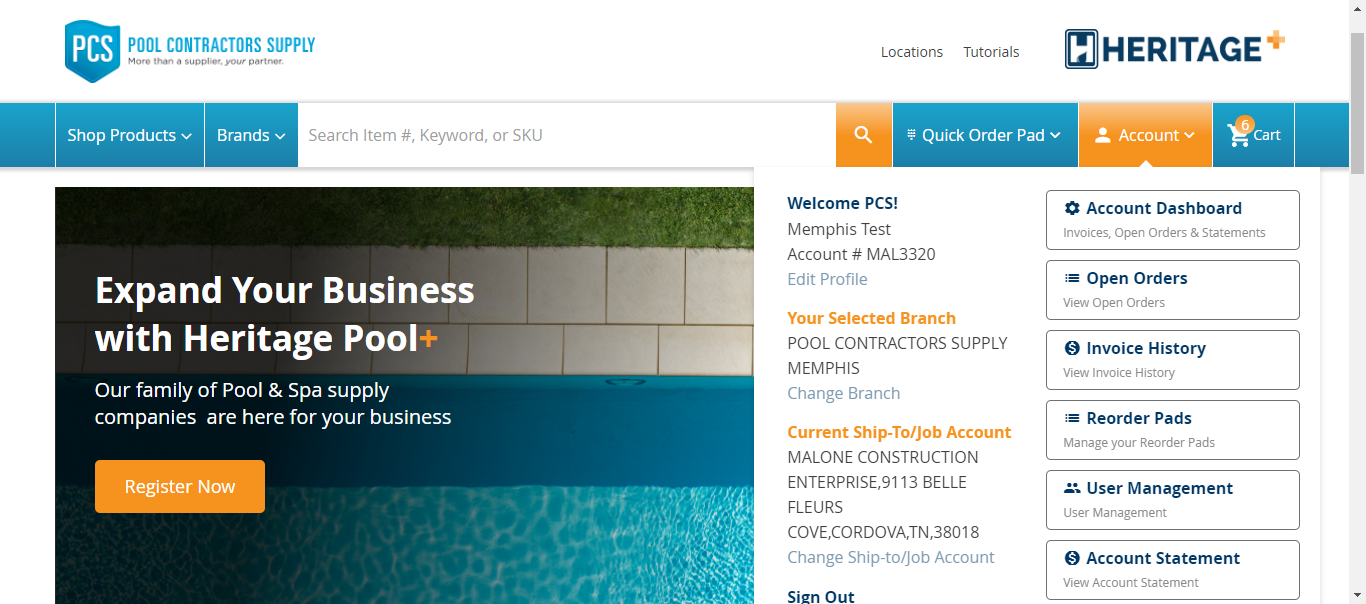 PCS POOL CONTRACTORS SUPPLY
More than a supplier, your partner.
Locations Tutorials
HHERITAGE+
Shop Products Brands Search Item #, Keyword, or SKU Quick Order Pad Account 6 Cart
Expand Your Business
with Heritage Pool+
Our family of Pool & Spa supply
companies are here for your business
Register Now
Welcome PCS!
Memphis Test
Account # MAL3320
Edit Profile
Your Selected Branch
POOL CONTRACTORS SUPPLY
MEMPHIS
Change Branch
Current Ship-To/Job Account
MALONE CONSTRUCTION
ENTERPRISE,9113 BELLE
FLEURS
COVE,CORDOVA,TN,38018
Change Ship-to/Job Account
Sign Out
Account Dashboard
Invoices, Open Orders & Statements
Open Orders
View Open Orders
Invoice History
View Invoice History
Reorder Pads
Manage your Reorder Pads
User Management
User Management
Account Statement
View Account Statement